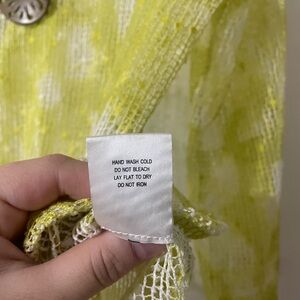 HAND WASH COLD
DO NOT BLEACH
LAY FLAT TO DRY
DO NOT IRON